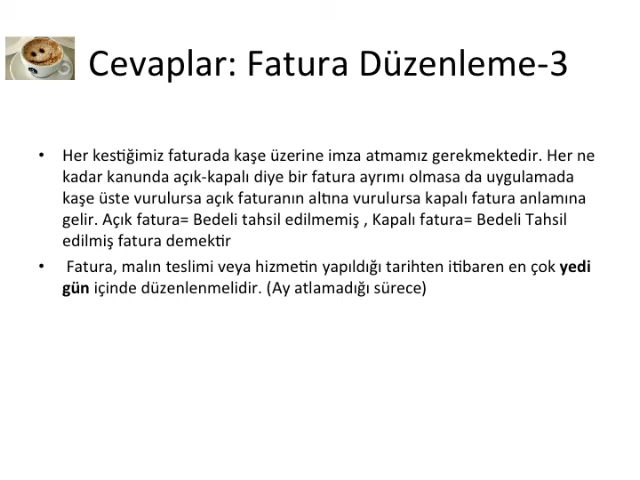 Cevaplar: Fatura Düzenleme-3
• Her kestiğimiz faturada kaşe üzerine imza atmamız gerekmektedir. Her ne
kadar kanunda açık-kapalı diye bir fatura ayrımı olmasa da uygulamada
kaşe üste vurulursa açık faturanın altına vurulursa kapalı fatura anlamına
gelir. Açık fatura= Bedeli tahsil edilmemiş , Kapalı fatura= Bedeli Tahsil
edilmiş fatura demektir
• Fatura, malın teslimi veya hizmetin yapıldığı tarihten itibaren en çok yedi
gün içinde düzenlenmelidir. (Ay atlamadığı sürece)